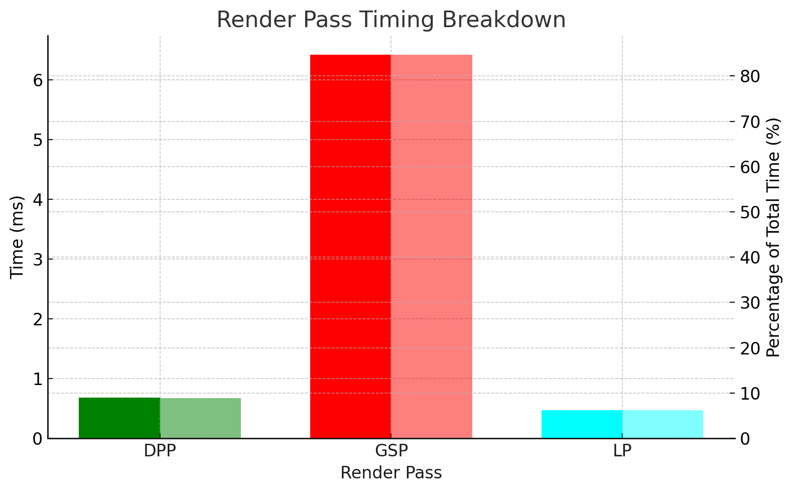 Render Pass Timing Breakdown
Time (ms)
6
5
4
3
2
1
0
80
70
60
50
40
30
20
10
0
Percentage of Total Time (%)
DPP
GSP
LP
Render Pass